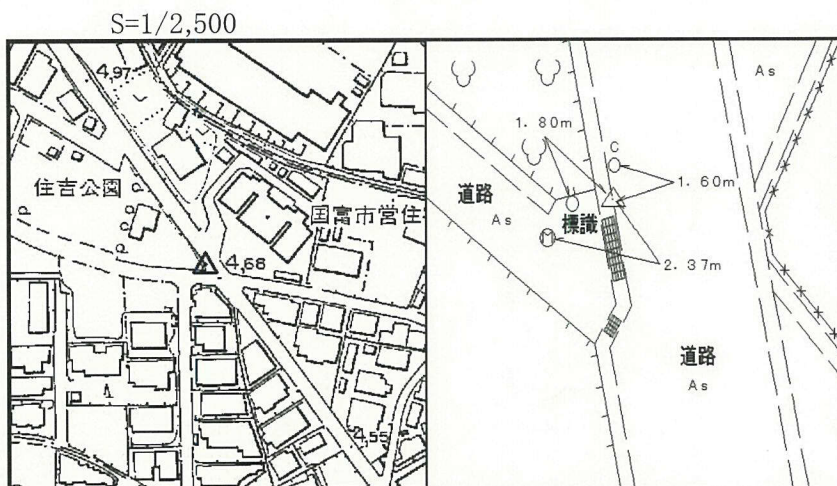 S=1/2,500
4.97
住吉公園
国富市営住
4.68
4.55
As
1. 80m
C
1. 60m
道路
As
標識
M
2. 37m
道路
As